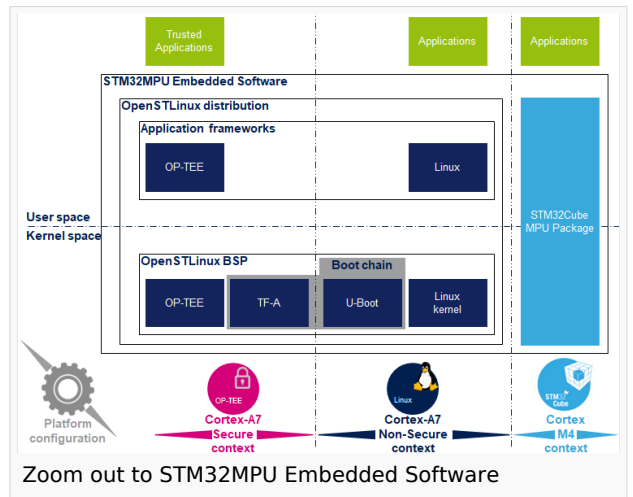 Trusted
Applications
Applications
Applications
STM32MPU Embedded Software
OpenSTLinux distribution
Application frameworks
OP-TEE
Linux
User space
Kernel space
STM32Cube
MPU Package
OpenSTLinux BSP
Boot chain
OP-TEE
TF-A
U-Boot
Linux
kernel
OP-TEE
Linux
STM32
Cube
Platform
configuration
Cortex-A7
Secure
context
Cortex-A7
Non-Secure
context
Cortex
M4
context
Zoom out to STM32MPU Embedded Software